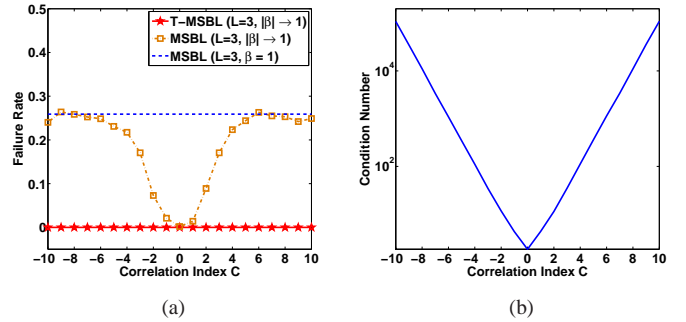 T−MSBL (L=3, |β| → 1)
MSBL (L=3, |β| → 1)
MSBL (L=3, β = 1)
0.5
0.4
0.3
0.2
0.1
0
Failure Rate
−10 −8 −6 −4 −2 0 2 4 6 8 10
Correlation Index C
(a)
10^4
10^2
Condition Number
−10 −8 −6 −4 −2 0 2 4 6 8 10
Correlation Index C
(b)